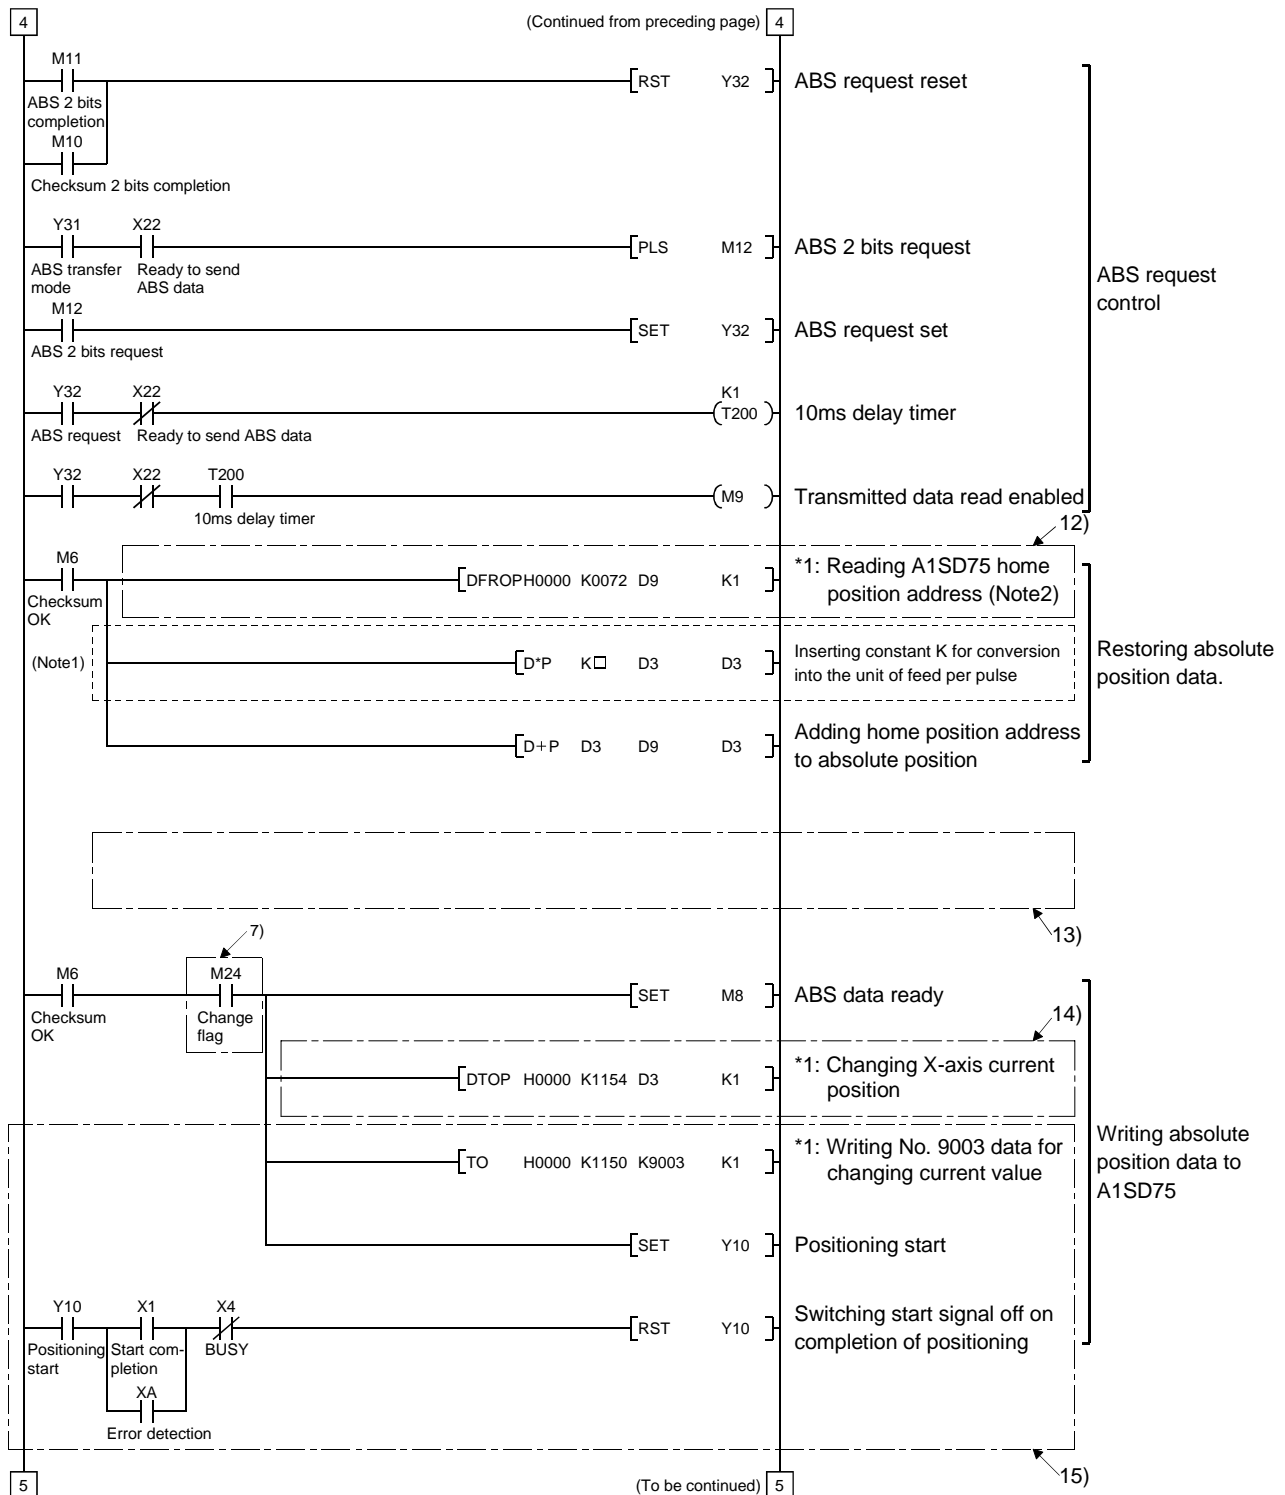 4
(Continued from preceding page)
4
M11
RST Y32
ABS request reset
ABS 2 bits
completion
M10
Checksum 2 bits completion
Y31 X22
PLS M12
ABS 2 bits request
ABS transfer
mode
Ready to send
ABS data
ABS request
control
M12
SET Y32
ABS request set
ABS 2 bits request
Y32 X22
K1
T200
10ms delay timer
ABS request
Ready to send ABS data
Y32 X22 T200
M9
Transmitted data read enabled
10ms delay timer
12)
M6
DFROPH0000 K0072 D9 K1
*1: Reading A1SD75 home
position address (Note2)
Checksum
OK
(Note1)
D*P K□ D3 D3
Inserting constant K for conversion
into the unit of feed per pulse
Restoring absolute
position data.
D+P D3 D9 D3
Adding home position address
to absolute position
13)
7)
M6 M24
SET M8
ABS data ready
Checksum
OK
Change
flag
14)
DTOP H0000 K1154 D3 K1
*1: Changing X-axis current
position
TO H0000 K1150 K9003 K1
*1: Writing No. 9003 data for
changing current value
Writing absolute
position data to
A1SD75
SET Y10
Positioning start
Y10 X1 X4
RST Y10
Switching start signal off on
completion of positioning
Positioning
start
Start com-
pletion
BUSY
XA
Error detection
15)
5
(To be continued)
5